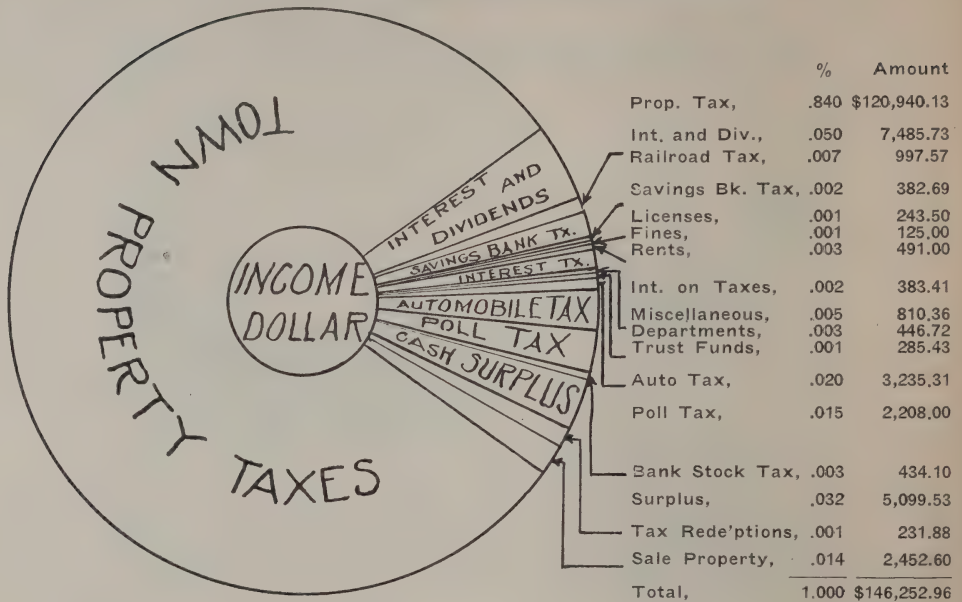 TOWN PROPERTY TAXES
INCOME
DOLLAR
INTEREST AND
DIVIDENDS
SAVINGS BANK TX.
INTEREST TX.
AUTOMOBILE TAX
POLL TAX
CASH SURPLUS
% Amount
Prop. Tax, .840 $120,940.13
Int. and Div., .050 7,485.73
Railroad Tax, .007 997.57
Savings Bk. Tax, .002 382.69
Licenses, .001 243.50
Fines, .001 125.00
Rents, .003 491.00
Int. on Taxes, .002 383.41
Miscellaneous, .005 810.36
Departments, .003 446.72
Trust Funds, .001 285.43
Auto Tax, .020 3,235.31
Poll Tax, .015 2,208.00
Bank Stock Tax, .003 434.10
Surplus, .032 5,099.53
Tax Rede'ptions, .001 231.88
Sale Property, .014 2,452.60
Total, 1.000 $146,252.96